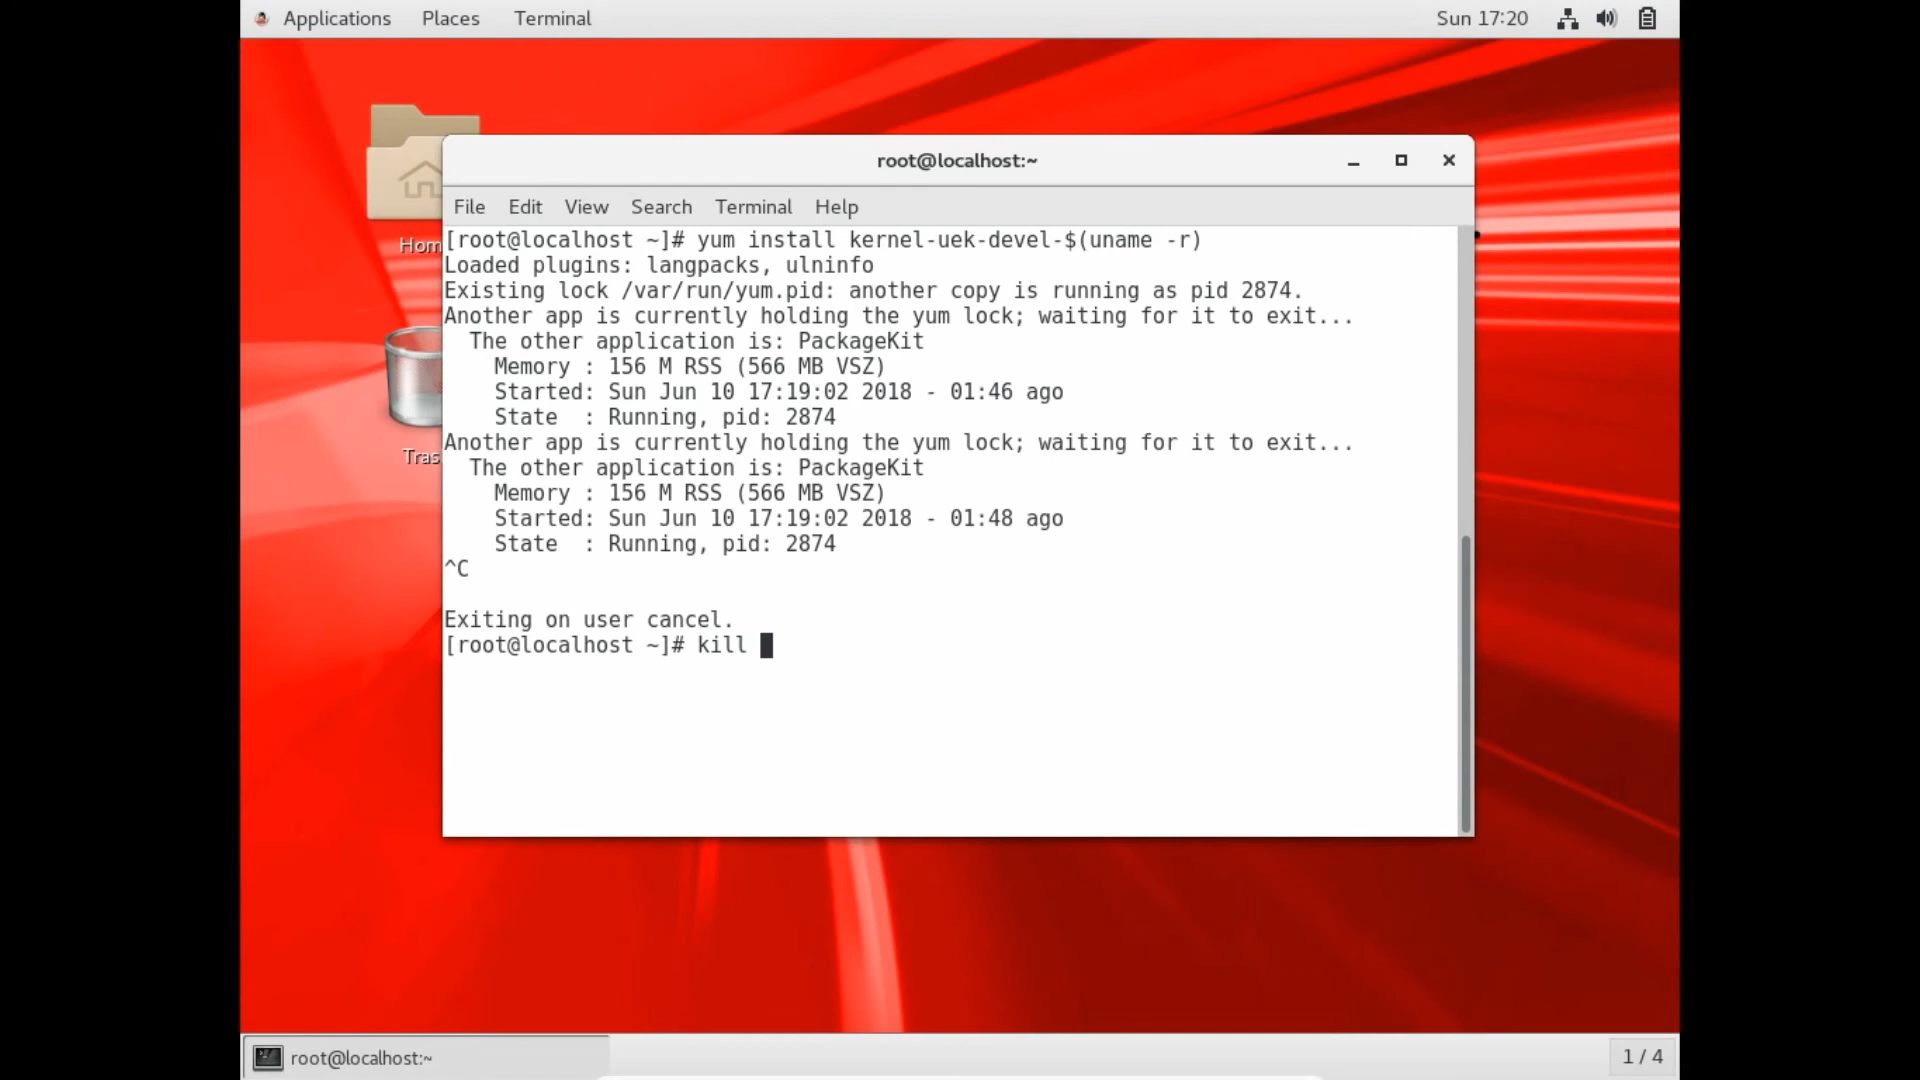 Applications Places Terminal Sun 17:20
root@localhost:~
File Edit View Search Terminal Help
Hom
Tras
[root@localhost ~]# yum install kernel-uek-devel-$(uname -r)
Loaded plugins: langpacks, ulninfo
Existing lock /var/run/yum.pid: another copy is running as pid 2874.
Another app is currently holding the yum lock; waiting for it to exit...
  The other application is: PackageKit
    Memory : 156 M RSS (566 MB VSZ)
    Started: Sun Jun 10 17:19:02 2018 - 01:46 ago
    State  : Running, pid: 2874
Another app is currently holding the yum lock; waiting for it to exit...
  The other application is: PackageKit
    Memory : 156 M RSS (566 MB VSZ)
    Started: Sun Jun 10 17:19:02 2018 - 01:48 ago
    State  : Running, pid: 2874
^C
Exiting on user cancel.
[root@localhost ~]# kill
root@localhost:~ 1 / 4